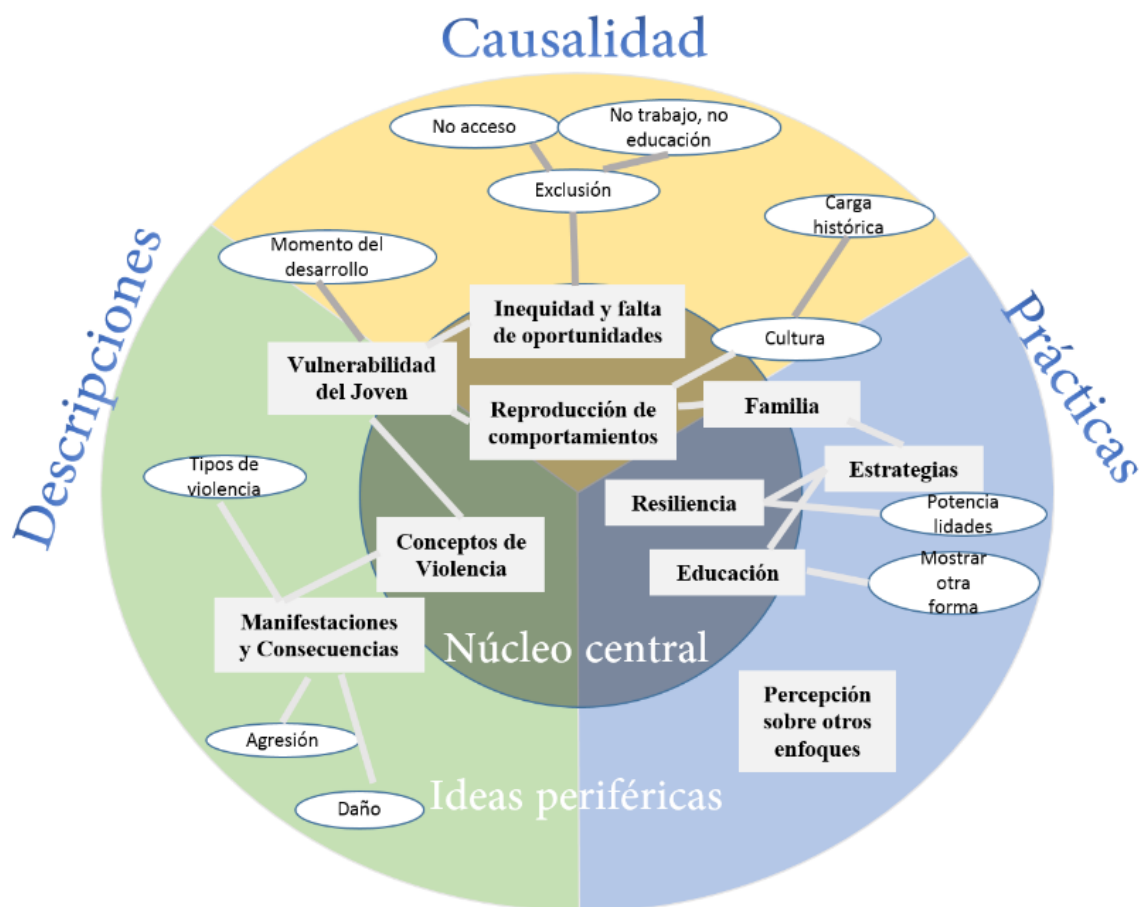 Causalidad
No acceso
No trabajo, no
educación
Exclusión
Carga
histórica
Momento del
desarrollo
Descripciones
Prácticas
Inequidad y falta
de oportunidades
Cultura
Vulnerabilidad
del Joven
Reproducción de
comportamientos
Familia
Tipos de
violencia
Estrategias
Resiliencia
Potencia
lidades
Conceptos de
Violencia
Educación
Mostrar
otra
forma
Manifestaciones
y Consecuencias
Núcleo central
Percepción
sobre otros
enfoques
Agresión
Ideas periféricas
Daño